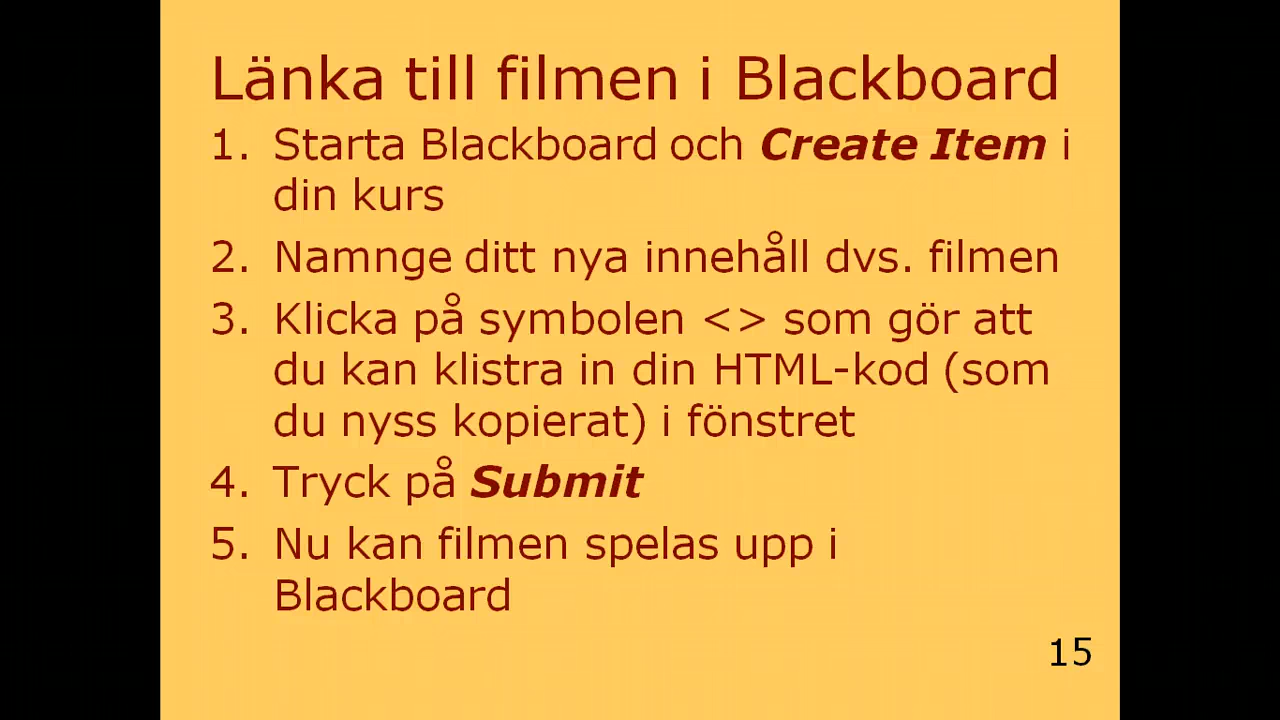 Länka till filmen i Blackboard
1. Starta Blackboard och Create Item i
din kurs
2. Namnge ditt nya innehåll dvs. filmen
3. Klicka på symbolen <> som gör att
du kan klistra in din HTML-kod (som
du nyss kopierat) i fönstret
4. Tryck på Submit
5. Nu kan filmen spelas upp i
Blackboard
15